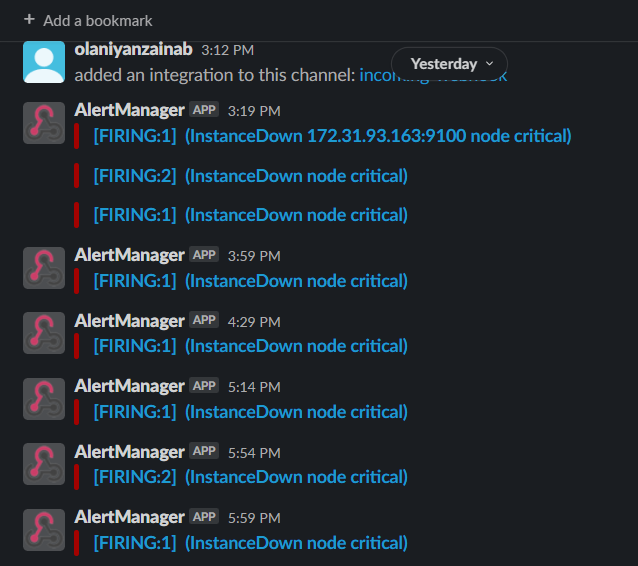 + Add a bookmark
olaniyanzainab 3:12 PM
Yesterday
added an integration to this channel:
AlertManager APP 3:19 PM
[FIRING:1] (InstanceDown 172.31.93.163:9100 node critical)
[FIRING:2] (InstanceDown node critical)
[FIRING:1] (InstanceDown node critical)
AlertManager APP 3:59 PM
[FIRING:1] (InstanceDown node critical)
AlertManager APP 4:29 PM
[FIRING:1] (InstanceDown node critical)
AlertManager APP 5:14 PM
[FIRING:1] (InstanceDown node critical)
AlertManager APP 5:54 PM
[FIRING:2] (InstanceDown node critical)
AlertManager APP 5:59 PM
[FIRING:1] (InstanceDown node critical)